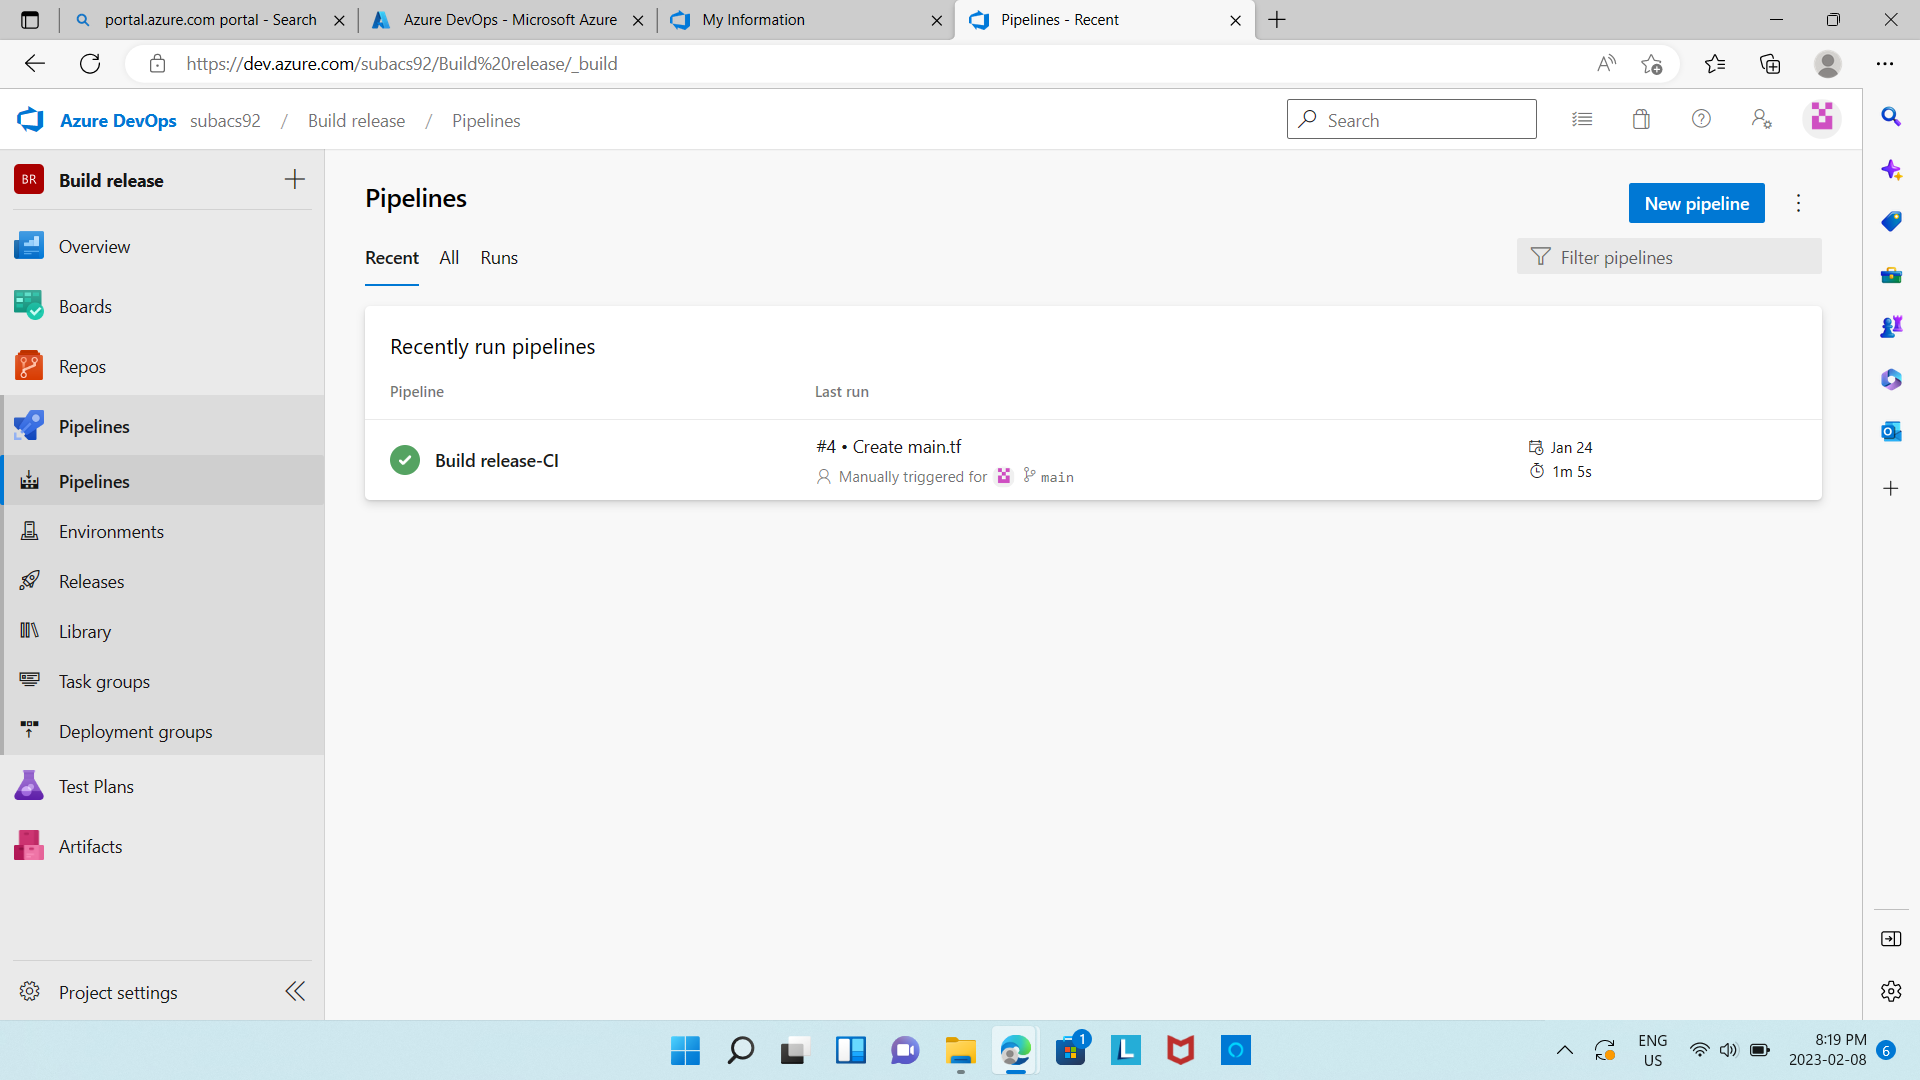 portal.azure.com portal - Search
Azure DevOps - Microsoft Azure
My Information
Pipelines - Recent
https://dev.azure.com/subacs92/Build%20release/_build
Azure DevOps subacs92 / Build release / Pipelines
Search
BR Build release
Overview
Boards
Repos
Pipelines
Pipelines
Environments
Releases
Library
Task groups
Deployment groups
Test Plans
Artifacts
Project settings
Pipelines
New pipeline
Recent All Runs
Filter pipelines
Recently run pipelines
Pipeline Last run
Build release-CI
#4 • Create main.tf
Manually triggered for main
Jan 24
1m 5s
1
L
ENG
US
8:19 PM
2023-02-08
6